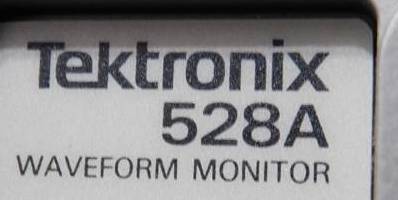 Tektronix
528A
WAVEFORM MONITOR